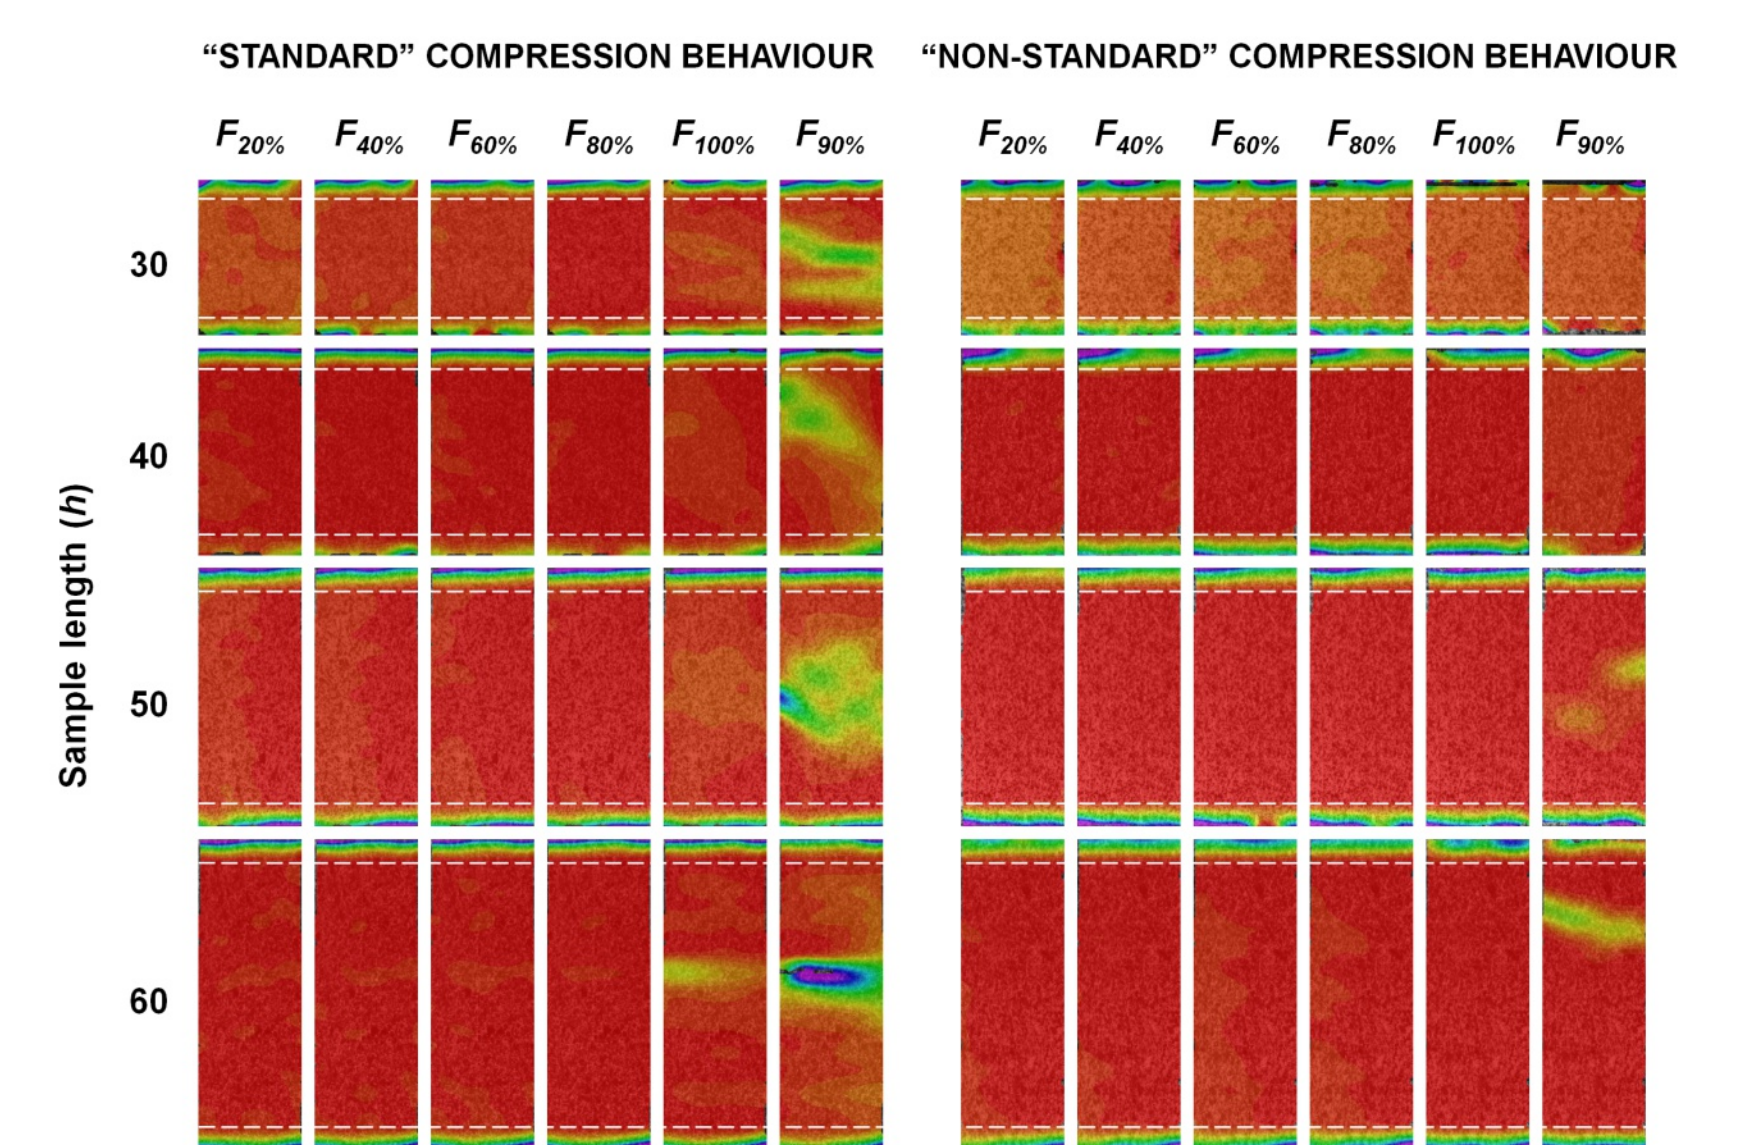 “STANDARD” COMPRESSION BEHAVIOUR “NON-STANDARD” COMPRESSION BEHAVIOUR
F20% F40% F60% F80% F100% F90% F20% F40% F60% F80% F100% F90%
Sample length (h)
30
40
50
60